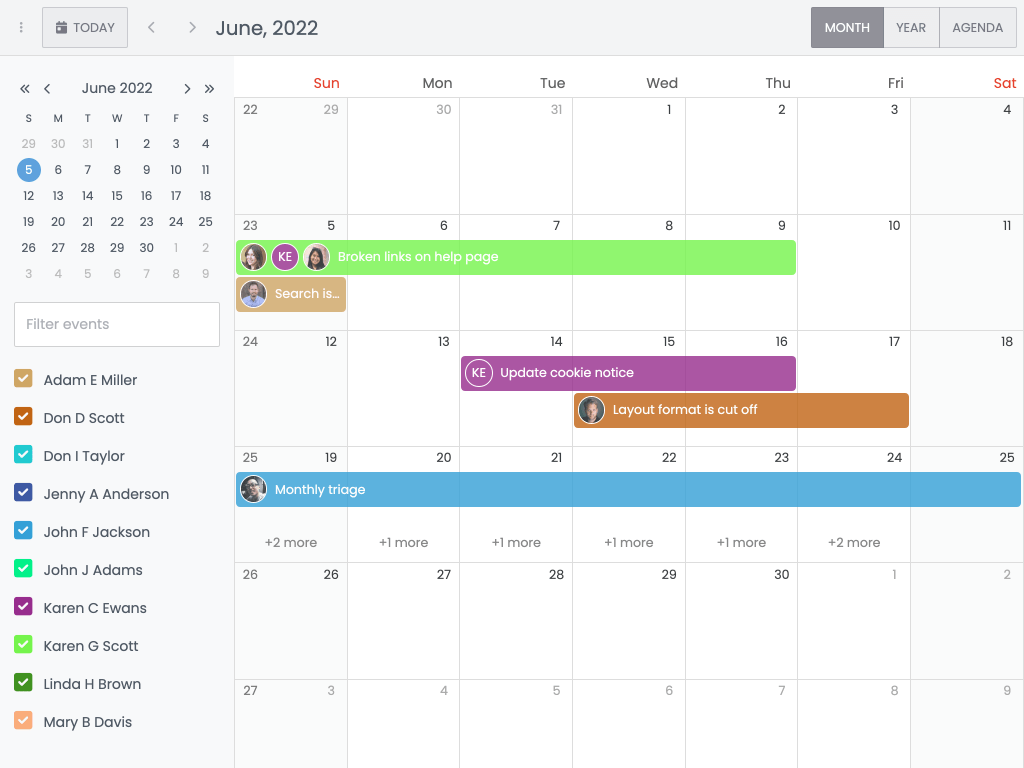 TODAY
June, 2022
MONTH YEAR AGENDA
June 2022
S M T W T F S
29 30 31 1 2 3 4
5 6 7 8 9 10 11
12 13 14 15 16 17 18
19 20 21 22 23 24 25
26 27 28 29 30 1 2
3 4 5 6 7 8 9
Filter events
Adam E Miller
Don D Scott
Don I Taylor
Jenny A Anderson
John F Jackson
John J Adams
Karen C Ewans
Karen G Scott
Linda H Brown
Mary B Davis
Sun Mon Tue Wed Thu Fri Sat
22 29 30 31 1 2 3 4
23 5 6 7 8 9 10 11
KE Broken links on help page
Search is...
24 12 13 14 15 16 17 18
KE Update cookie notice
Layout format is cut off
25 19 20 21 22 23 24 25
Monthly triage
+2 more +1 more +1 more +1 more +1 more +2 more
26 26 27 28 29 30 1 2
27 3 4 5 6 7 8 9